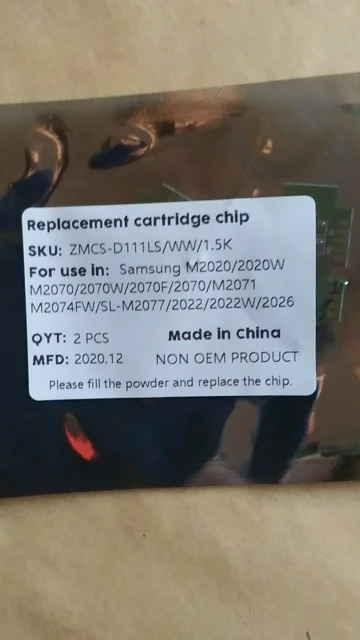 Replacement cartridge chip
SKU: ZMCS-D111LS/WW/1.5K
For use in: Samsung M2020/2020W
M2070/2070W/2070F/2070/M2071
M2074FW/SL-M2077/2022/2022W/2026
QYT: 2 PCS Made in China
MFD: 2020.12 NON OEM PRODUCT
Please fill the powder and replace the chip.